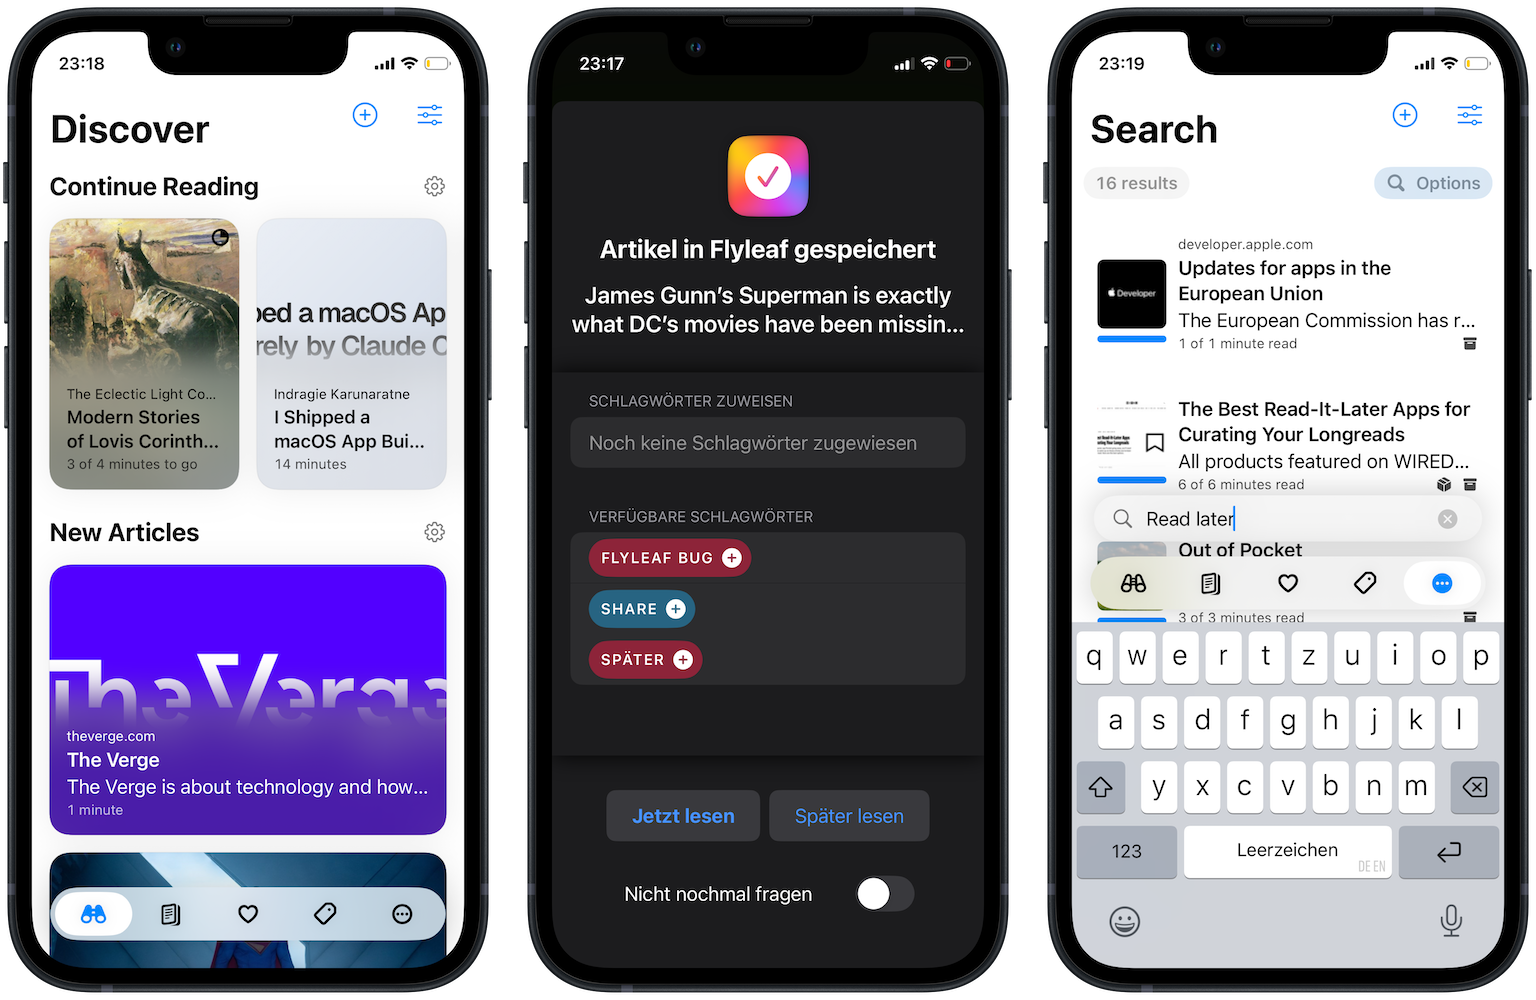 23:18
Discover
Continue Reading
The Eclectic Light Co...
Modern Stories
of Lovis Corinth...
3 of 4 minutes to go
ped a macOS Ap
rely by Claude C
Indragie Karunaratne
I Shipped a
macOS App Bui...
14 minutes
New Articles
The Verge
theverge.com
The Verge
The Verge is about technology and how...
1 minute
23:17
Artikel in Flyleaf gespeichert
James Gunn's Superman is exactly
what DC's movies have been missin...
SCHLAGWÖRTER ZUWEISEN
Noch keine Schlagwörter zugewiesen
VERFÜGBARE SCHLAGWÖRTER
FLYLEAF BUG
SHARE
SPÄTER
Jetzt lesen
Später lesen
Nicht nochmal fragen
23:19
Search
16 results
Options
developer.apple.com
Developer
Updates for apps in the
European Union
The European Commission has r...
1 of 1 minute read
The Best Read-It-Later Apps for
Curating Your Longreads
All products featured on WIRED...
6 of 6 minutes read
Read later
Out of Pocket
3 of 3 minutes read
q w e r t z u i o p
a s d f g h j k l
y x c v b n m
123
Leerzeichen
DE EN